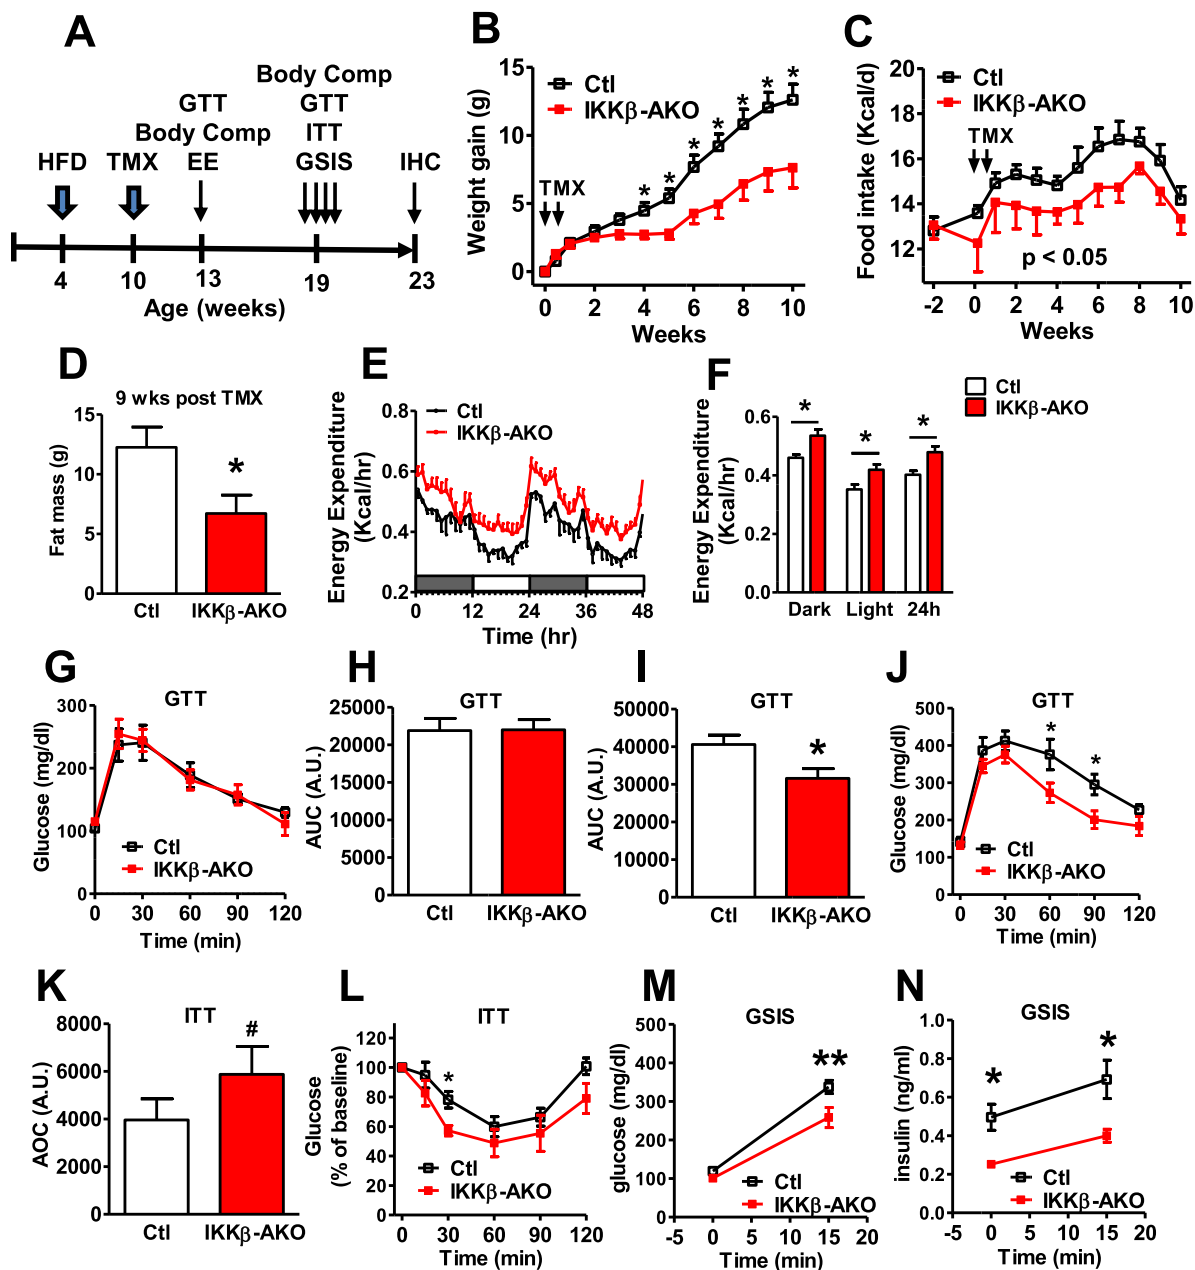 A
Body Comp
GTT GTT
Body Comp ITT
HFD TMX EE GSIS IHC
4 10 13 19 23
Age (weeks)
B
Weight gain (g)
15
10
5
0
Ctl
IKKβ-AKO
TMX
* * * * * * *
0 2 4 6 8 10
Weeks
C
Food intake (Kcal/d)
20
18
16
14
12
Ctl
IKKβ-AKO
TMX
p < 0.05
-2 0 2 4 6 8 10
Weeks
D
9 wks post TMX
Fat mass (g)
15
10
5
0
*
Ctl IKKβ-AKO
E
Energy Expenditure
(Kcal/hr)
0.8
0.6
0.4
0.2
Ctl
IKKβ-AKO
0 12 24 36 48
Time (hr)
F
Energy Expenditure
(Kcal/hr)
0.6
0.4
0.2
0.0
Ctl
IKKβ-AKO
* * *
Dark Light 24h
G
GTT
Glucose (mg/dl)
300
200
100
0
Ctl
IKKβ-AKO
0 30 60 90 120
Time (min)
H
GTT
AUC (A.U.)
25000
20000
15000
10000
5000
0
Ctl IKKβ-AKO
I
GTT
AUC (A.U.)
50000
40000
30000
20000
10000
0
*
Ctl IKKβ-AKO
J
GTT
Glucose (mg/dl)
500
400
300
200
100
0
* *
Ctl
IKKβ-AKO
0 30 60 90 120
Time (min)
K
ITT
AOC (A.U.)
8000
6000
4000
2000
0
#
Ctl IKKβ-AKO
L
ITT
Glucose
(% of baseline)
120
100
80
60
40
20
0
*
Ctl
IKKβ-AKO
0 30 60 90 120
Time (min)
M
GSIS
glucose (mg/dl)
500
400
300
200
100
0
**
Ctl
IKKβ-AKO
-5 0 5 10 15 20
Time (min)
N
GSIS
insulin (ng/ml)
1.0
0.8
0.6
0.4
0.2
0.0
* *
Ctl
IKKβ-AKO
-5 0 5 10 15 20
Time (min)